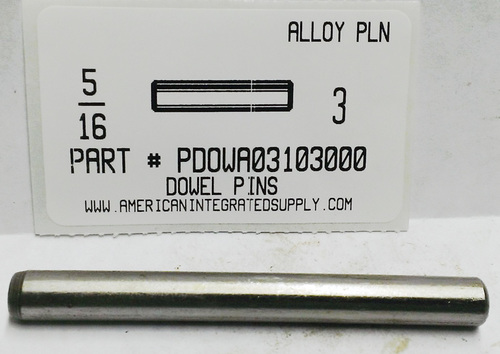 ALLOY PLN
5
16
3
PART # PDOWA03103000
DOWEL PINS
WWW.AMERICANINTEGRATEDSUPPLY.COM